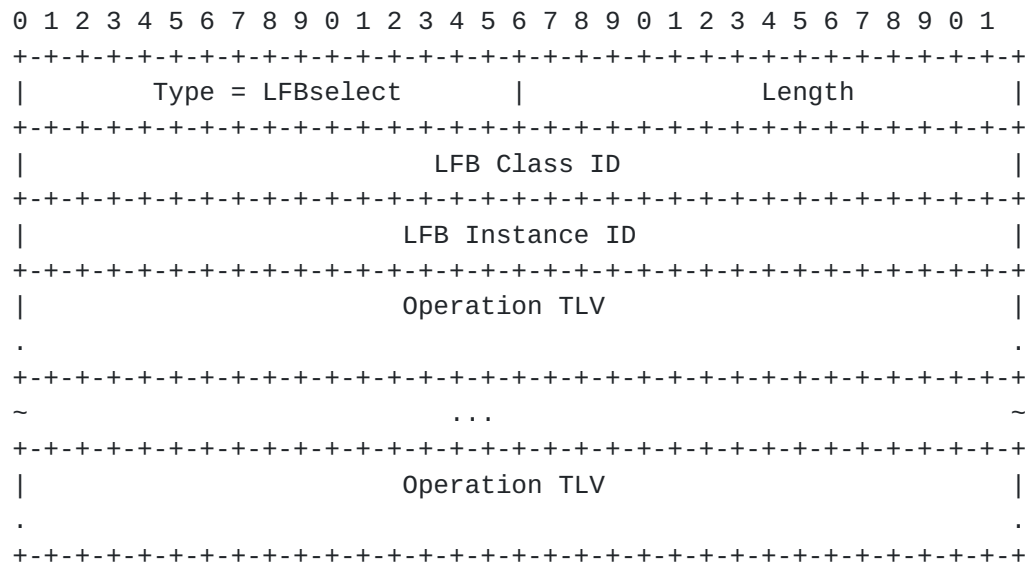 0 1 2 3 4 5 6 7 8 9 0 1 2 3 4 5 6 7 8 9 0 1 2 3 4 5 6 7 8 9 0 1
+-+-+-+-+-+-+-+-+-+-+-+-+-+-+-+-+-+-+-+-+-+-+-+-+-+-+-+-+-+-+-+-+
|        Type = LFBselect       |               Length          |
+-+-+-+-+-+-+-+-+-+-+-+-+-+-+-+-+-+-+-+-+-+-+-+-+-+-+-+-+-+-+-+-+
|                          LFB Class ID                         |
+-+-+-+-+-+-+-+-+-+-+-+-+-+-+-+-+-+-+-+-+-+-+-+-+-+-+-+-+-+-+-+-+
|                        LFB Instance ID                        |
+-+-+-+-+-+-+-+-+-+-+-+-+-+-+-+-+-+-+-+-+-+-+-+-+-+-+-+-+-+-+-+-+
|                        Operation TLV                          |
.                                                               .
+-+-+-+-+-+-+-+-+-+-+-+-+-+-+-+-+-+-+-+-+-+-+-+-+-+-+-+-+-+-+-+-+
~                           ...                                 ~
+-+-+-+-+-+-+-+-+-+-+-+-+-+-+-+-+-+-+-+-+-+-+-+-+-+-+-+-+-+-+-+-+
|                        Operation TLV                          |
.                                                               .
+-+-+-+-+-+-+-+-+-+-+-+-+-+-+-+-+-+-+-+-+-+-+-+-+-+-+-+-+-+-+-+-+